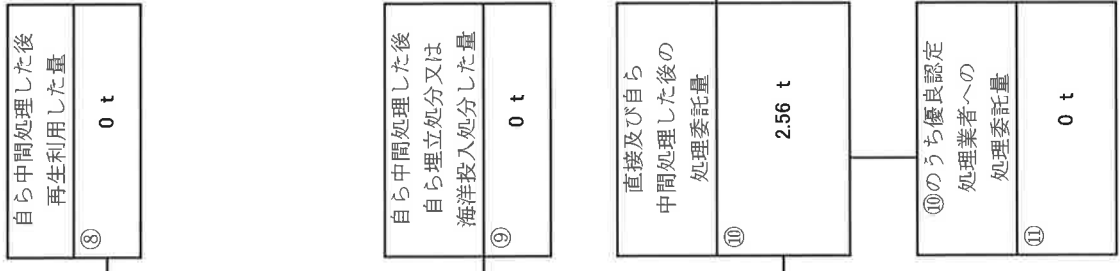 自ら中間処理した後
再生利用した量
⑧
0 t
自ら中間処理した後
自ら埋立処分又は
海洋投入処分した量
⑨
0 t
直接及び自ら
中間処理した後の
処理委託量
⑩
2.56 t
⑩のうち優良認定
処理業者への
処理委託量
⑪
0 t